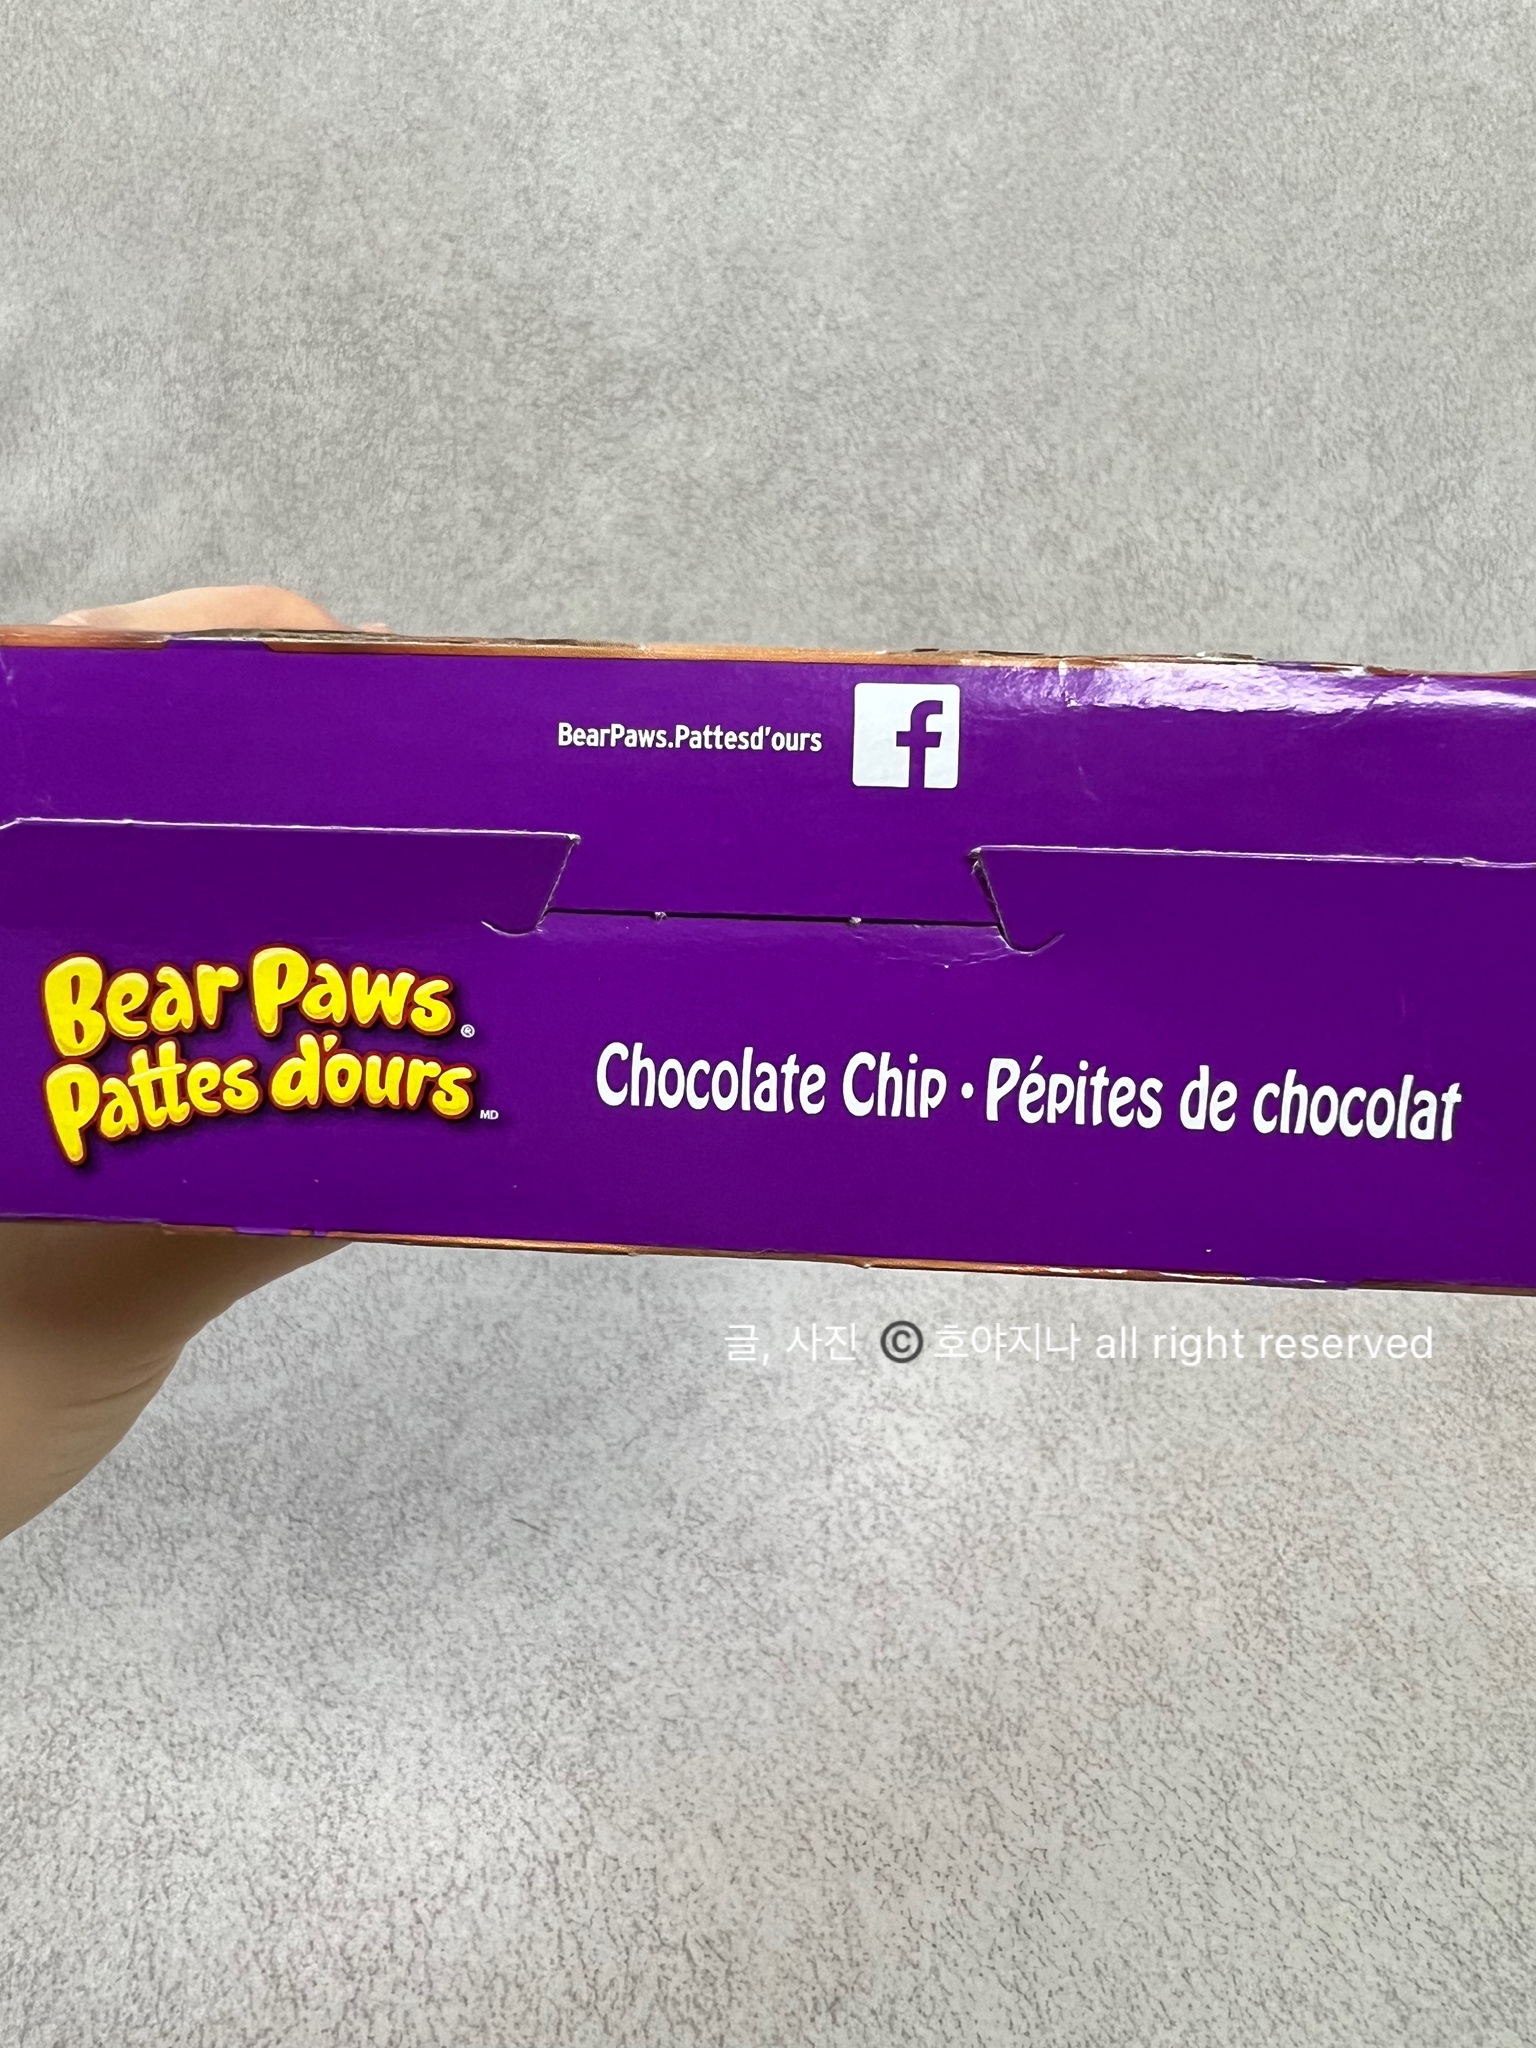 BearPaws.Pattesd'ours f
Bear Paws®
Pattes d'ours MD
Chocolate Chip • Pépites de chocolat
글, 사진 © 호야지나 all right reserved